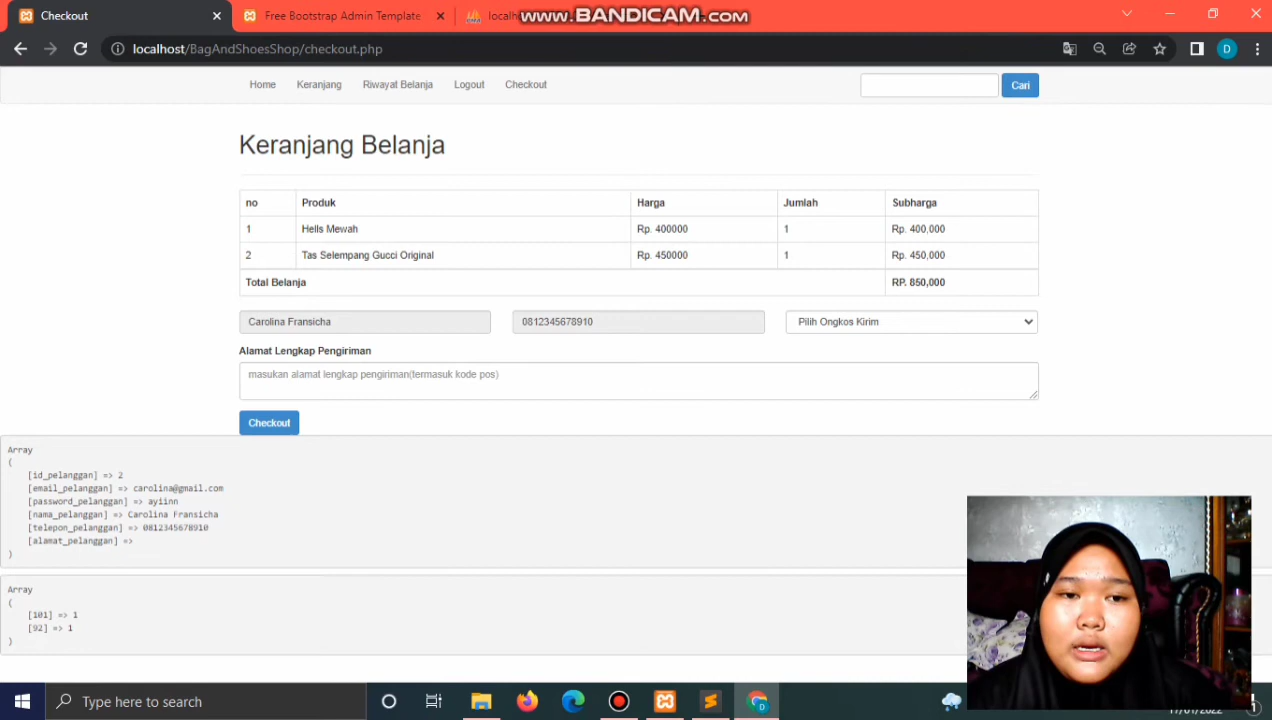 Checkout
Free Bootstrap Admin Template
localh
www.BANDICAM.com
localhost/BagAndShoesShop/checkout.php
D
Home Keranjang Riwayat Belanja Logout Checkout
Cari
Keranjang Belanja
no Produk Harga Jumlah Subharga
1 Hells Mewah Rp. 400000 1 Rp. 400,000
2 Tas Selempang Gucci Original Rp. 450000 1 Rp. 450,000
Total Belanja RP. 850,000
Carolina Fransicha 0812345678910 Pilih Ongkos Kirim
Alamat Lengkap Pengiriman
masukan alamat lengkap pengiriman(termasuk kode pos)
Checkout
Array
(
[id_pelanggan] => 2
[email_pelanggan] => carolina@gmail.com
[password_pelanggan] => ayiinn
[nama_pelanggan] => Carolina Fransicha
[telepon_pelanggan] => 0812345678910
[alamat_pelanggan] =>
)
Array
(
[101] => 1
[92] => 1
)
Type here to search
17/01/2022
1